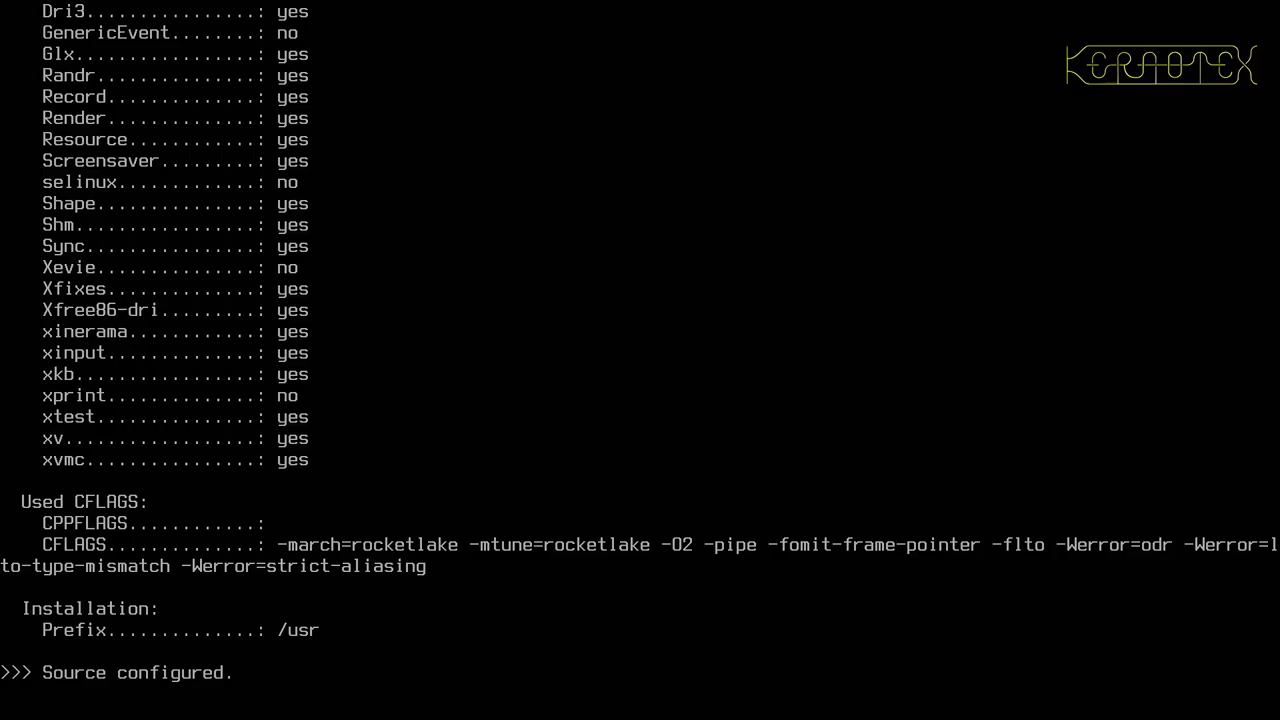 Dri3................: yes
GenericEvent........: no
Glx.................: yes
Randr...............: yes
Record..............: yes
Render..............: yes
Resource............: yes
Screensaver.........: yes
selinux.............: no
Shape...............: yes
Shm.................: yes
Sync................: yes
Xevie...............: no
Xfixes..............: yes
Xfree86-dri.........: yes
xinerama............: yes
xinput..............: yes
xkb.................: yes
xprint..............: no
xtest...............: yes
xv..................: yes
xvmc................: yes
Used CFLAGS:
CPPFLAGS............:
CFLAGS..............: -march=rocketlake -mtune=rocketlake -O2 -pipe -fomit-frame-pointer -flto -Werror=odr -Werror=l
to-type-mismatch -Werror=strict-aliasing
Installation:
Prefix..............: /usr
>>> Source configured.
KERNOTEX